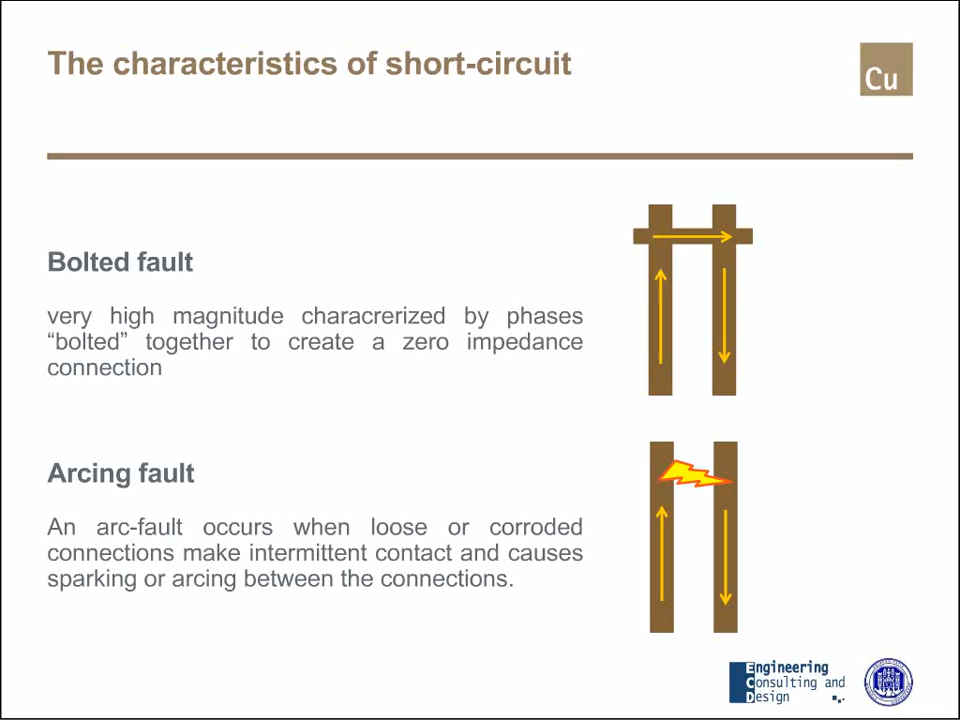 The characteristics of short-circuit
Cu
Bolted fault
very high magnitude characrerized by phases
“bolted” together to create a zero impedance
connection
Arcing fault
An arc-fault occurs when loose or corroded
connections make intermittent contact and causes
sparking or arcing between the connections.
Engineering
Consulting and
Design